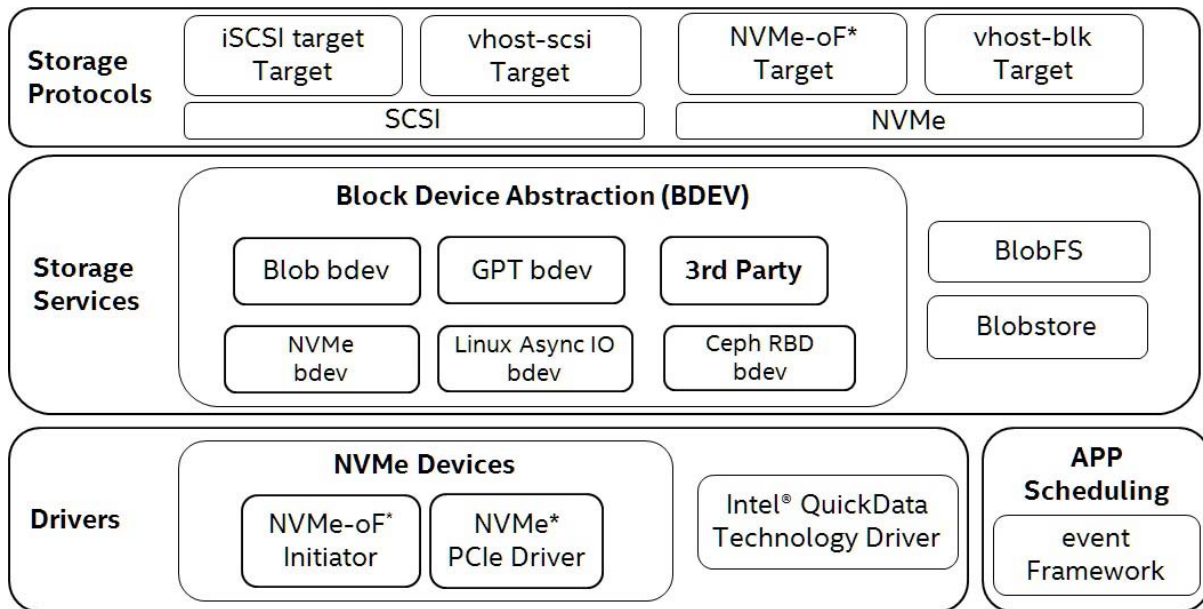 Storage
Protocols
iSCSI target
Target
vhost-scsi
Target
NVMe-oF*
Target
vhost-blk
Target
SCSI
NVMe
Storage
Services
Block Device Abstraction (BDEV)
Blob bdev
GPT bdev
3rd Party
NVMe
bdev
Linux Async IO
bdev
Ceph RBD
bdev
BlobFS
Blobstore
Drivers
NVMe Devices
NVMe-oF*
Initiator
NVMe*
PCIe Driver
Intel® QuickData
Technology Driver
APP
Scheduling
event
Framework